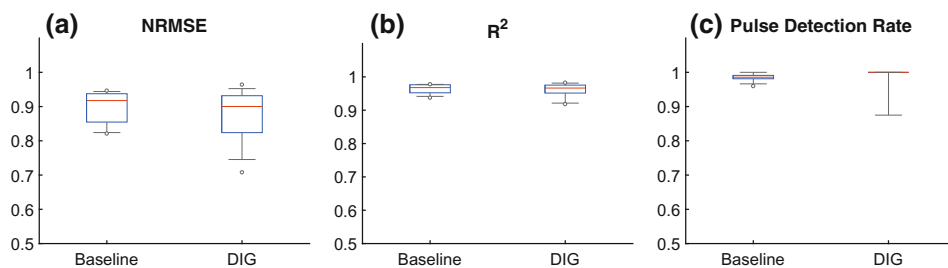 (a)
NRMSE
1
0.9
0.8
0.7
0.6
0.5
Baseline
DIG
(b)
R²
1
0.9
0.8
0.7
0.6
0.5
Baseline
DIG
(c)
Pulse Detection Rate
1
0.9
0.8
0.7
0.6
0.5
Baseline
DIG